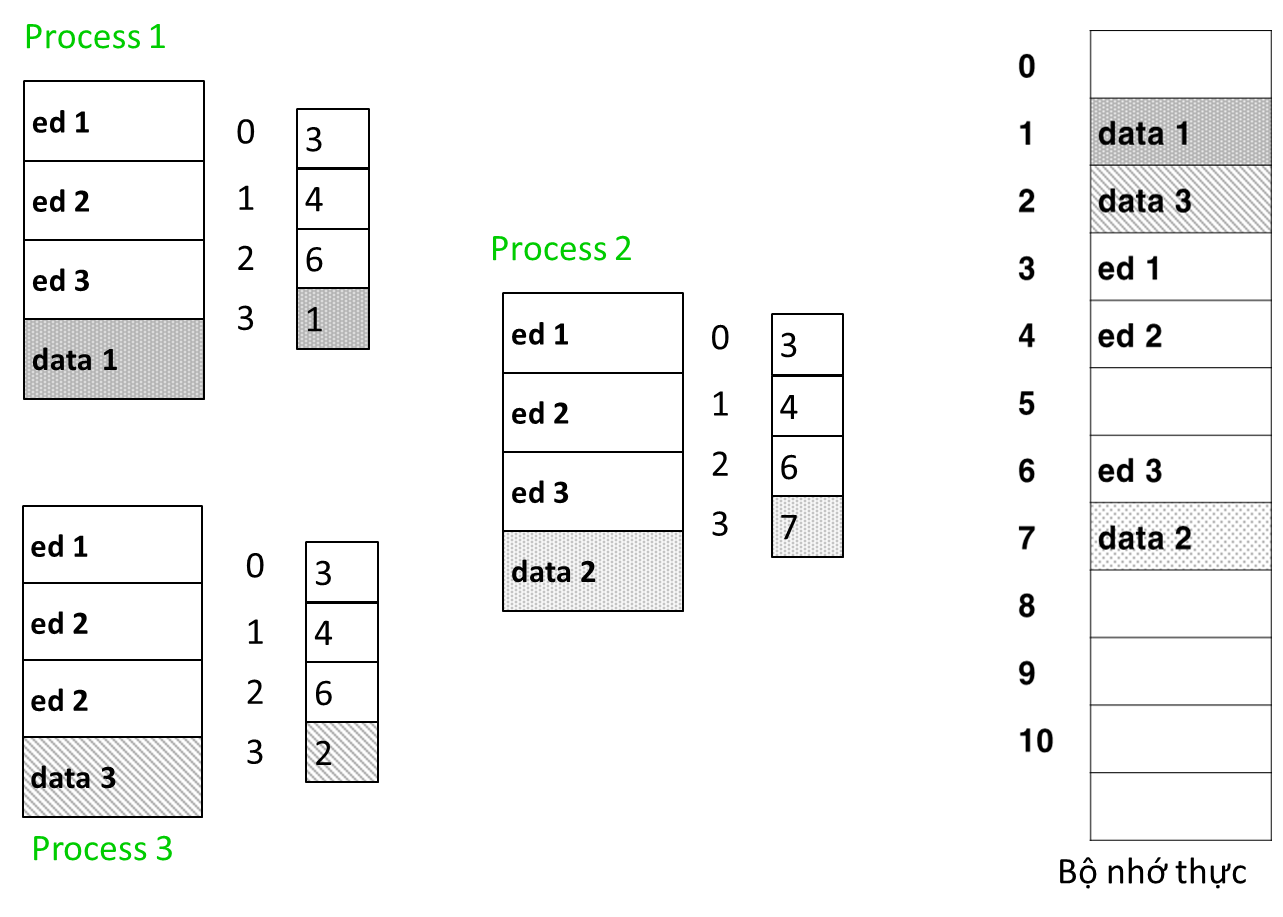 Process 1
ed 1
ed 2
ed 3
data 1
0 3
1 4
2 6
3 1
Process 2
ed 1
ed 2
ed 3
data 2
0 3
1 4
2 6
3 7
ed 1
ed 2
ed 2
data 3
0 3
1 4
2 6
3 2
Process 3
0
1 data 1
2 data 3
3 ed 1
4 ed 2
5
6 ed 3
7 data 2
8
9
10
Bộ nhớ thực